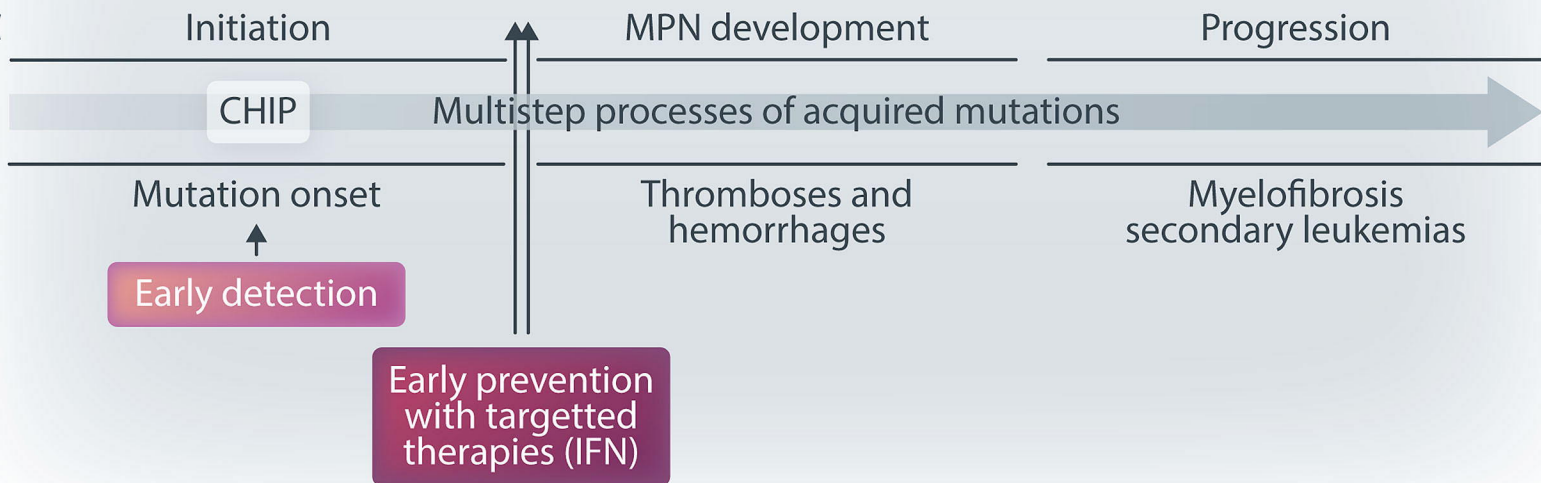 Initiation
MPN development
Progression
CHIP
Multistep processes of acquired mutations
Mutation onset
Thromboses and
hemorrhages
Myelofibrosis
secondary leukemias
Early detection
Early prevention
with targetted
therapies (IFN)